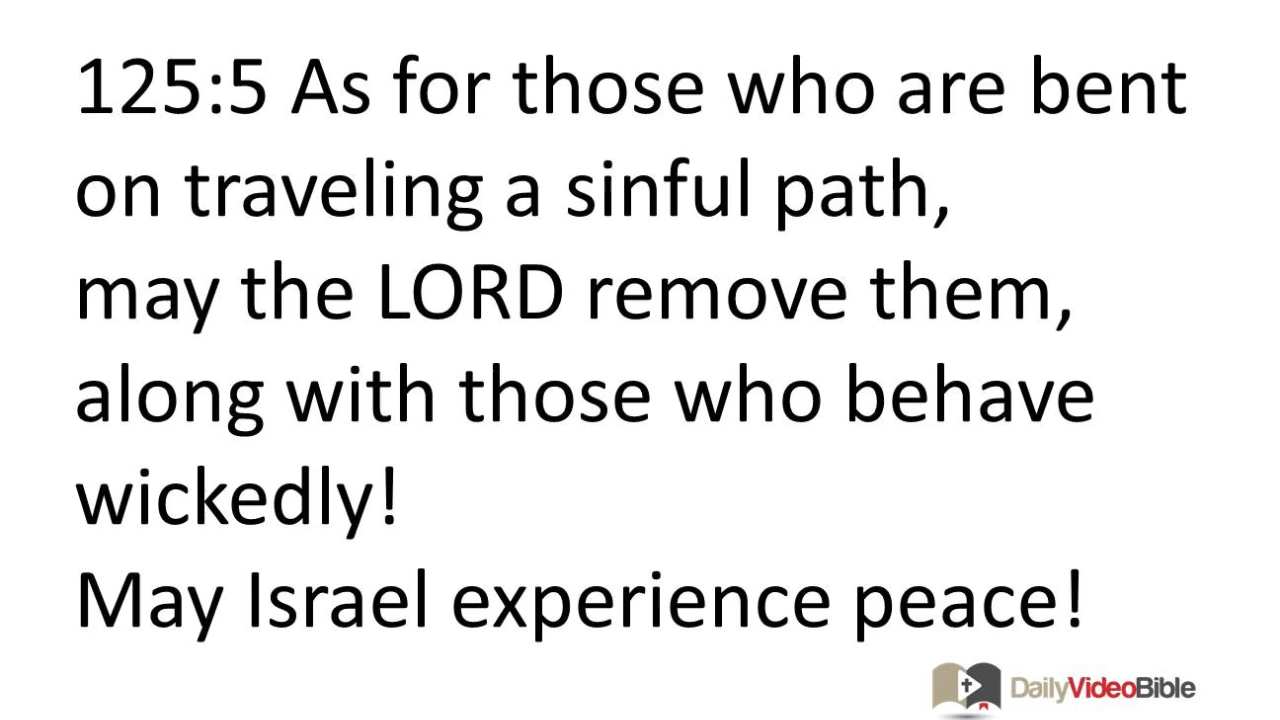 125:5 As for those who are bent
on traveling a sinful path,
may the LORD remove them,
along with those who behave
wickedly!
May Israel experience peace!
DailyVideoBible